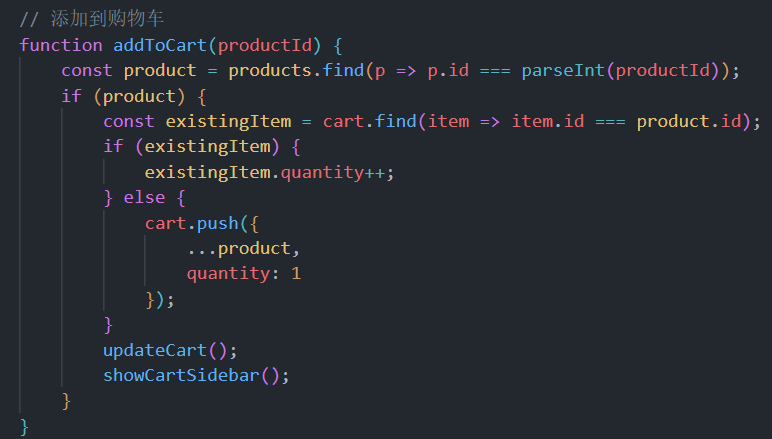 // 添加到购物车
function addToCart(productId) {
    const product = products.find(p => p.id === parseInt(productId));
    if (product) {
        const existingItem = cart.find(item => item.id === product.id);
        if (existingItem) {
            existingItem.quantity++;
        } else {
            cart.push({
                ...product,
                quantity: 1
            });
        }
        updateCart();
        showCartSidebar();
    }
}